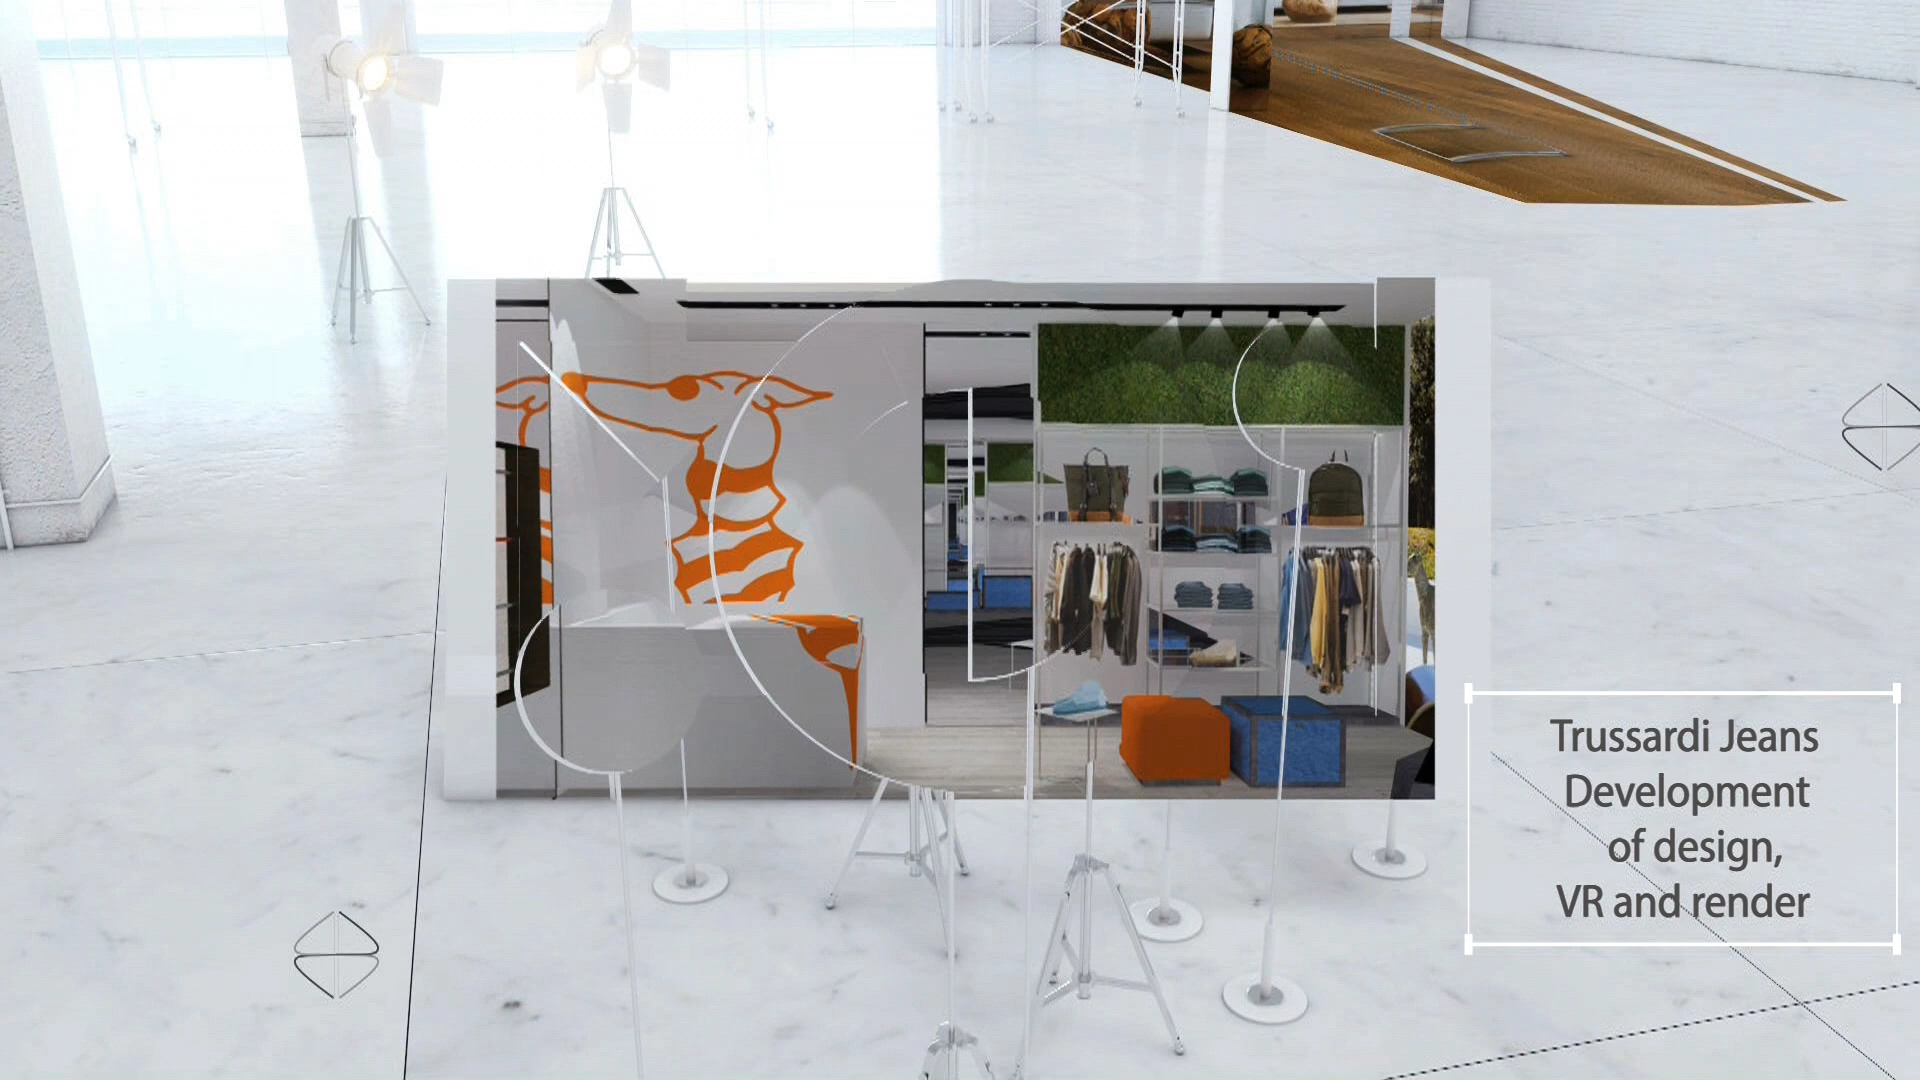 Trussardi Jeans
Development
of design,
VR and render